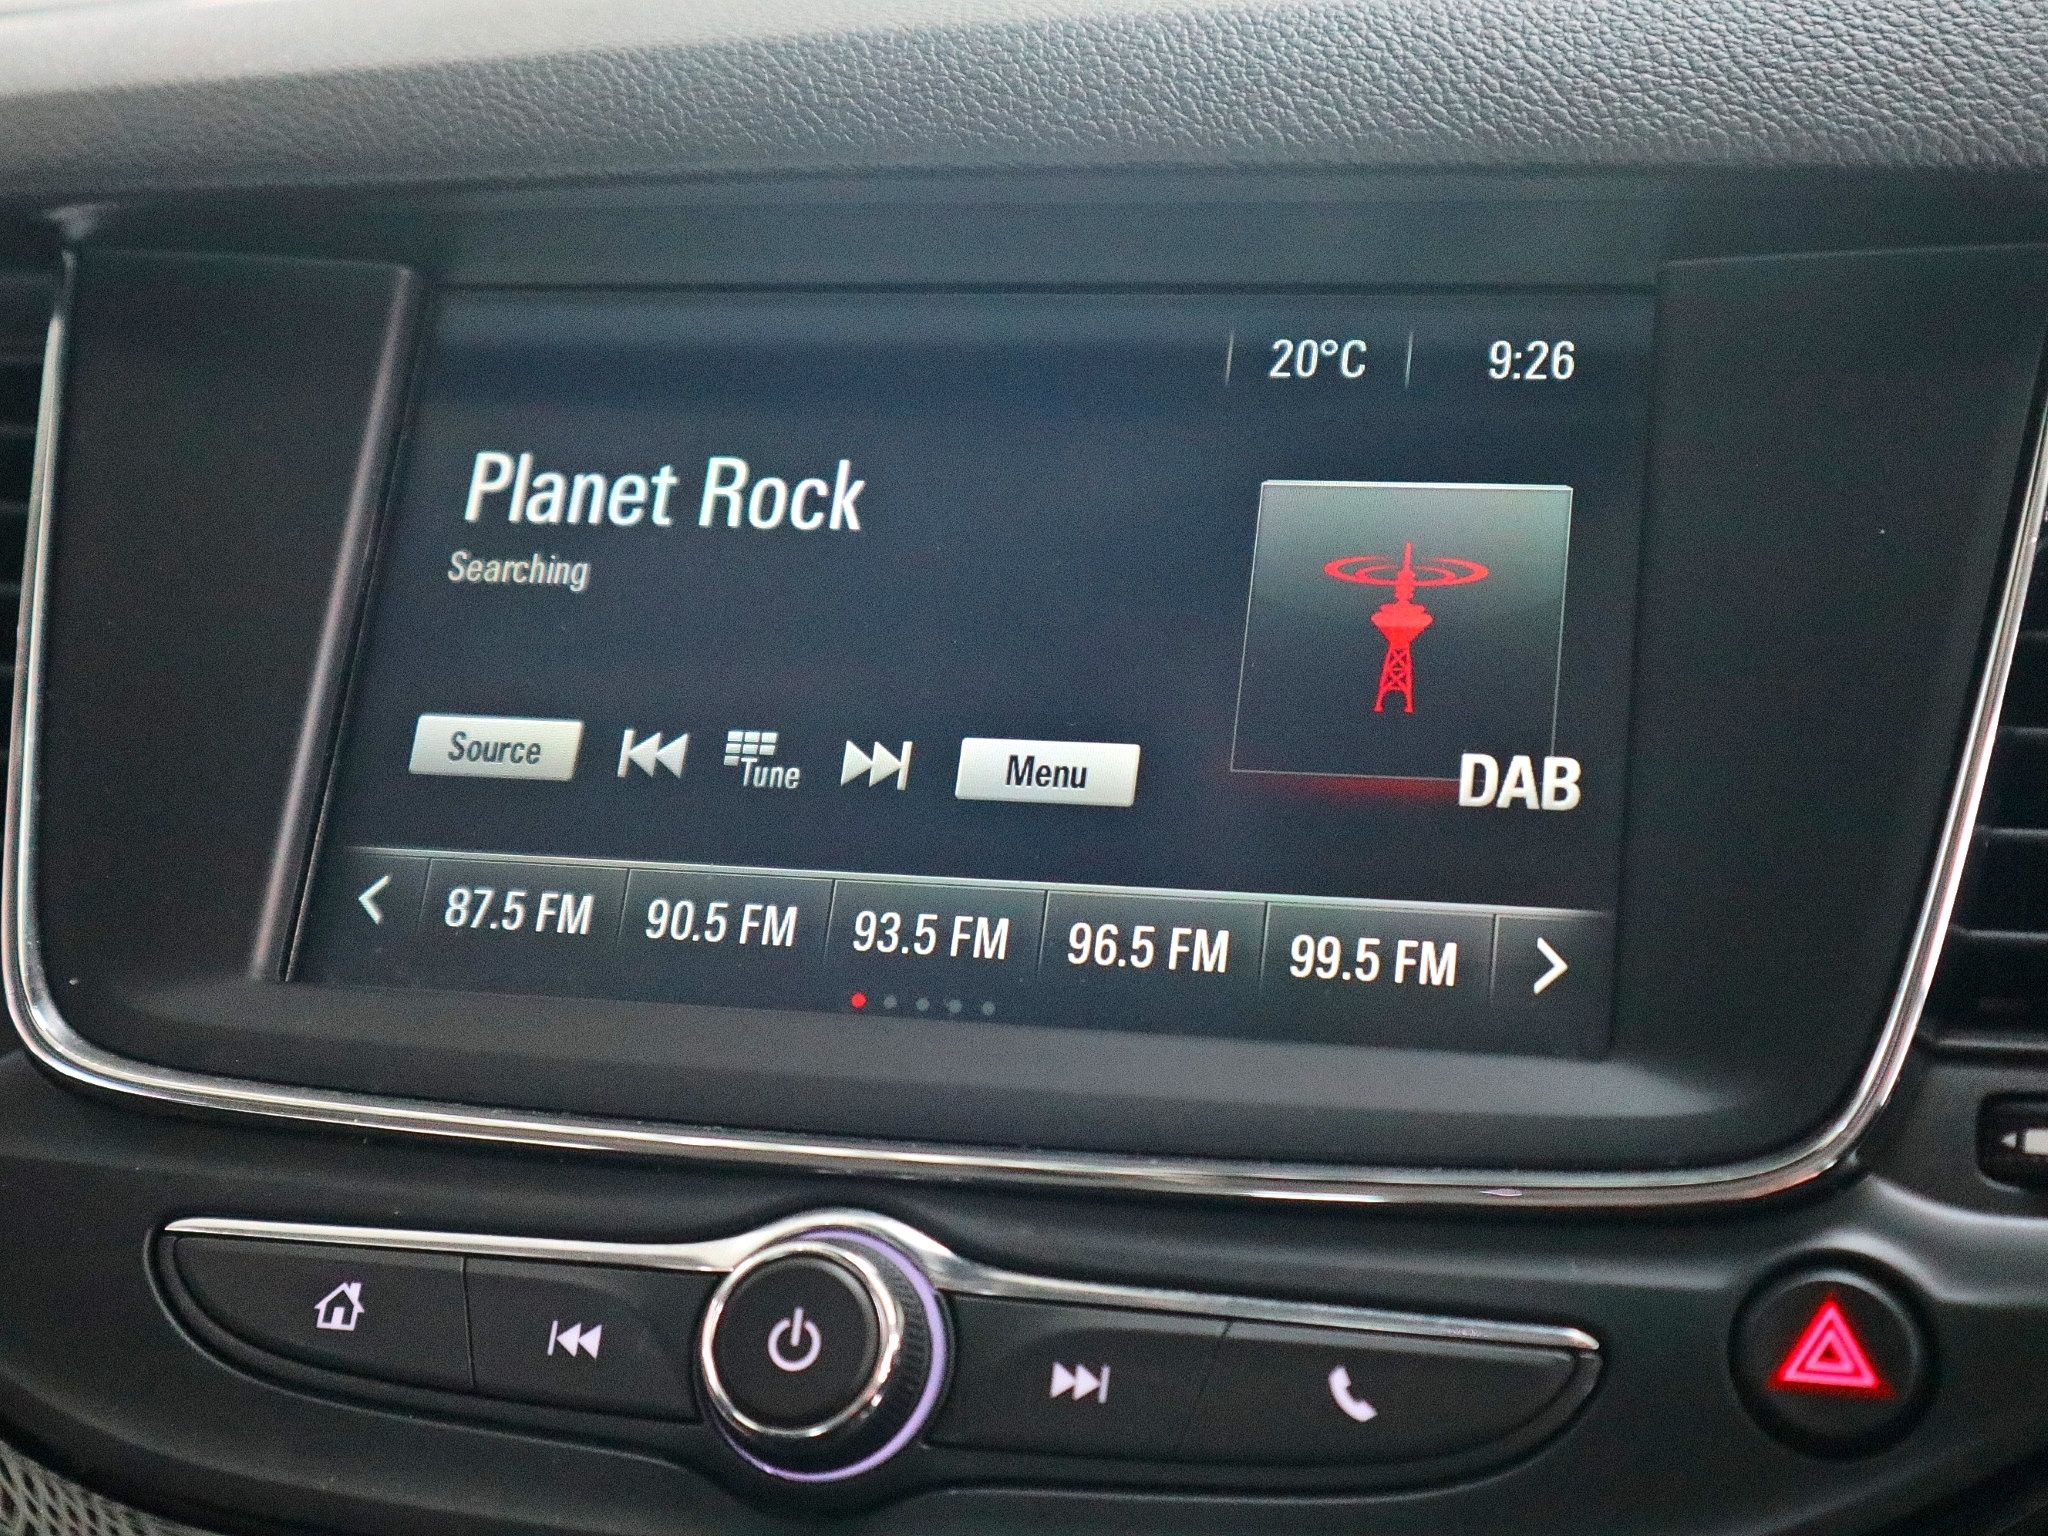 20°C 9:26
Planet Rock
Searching
Source Tune Menu
DAB
87.5 FM 90.5 FM 93.5 FM 96.5 FM 99.5 FM